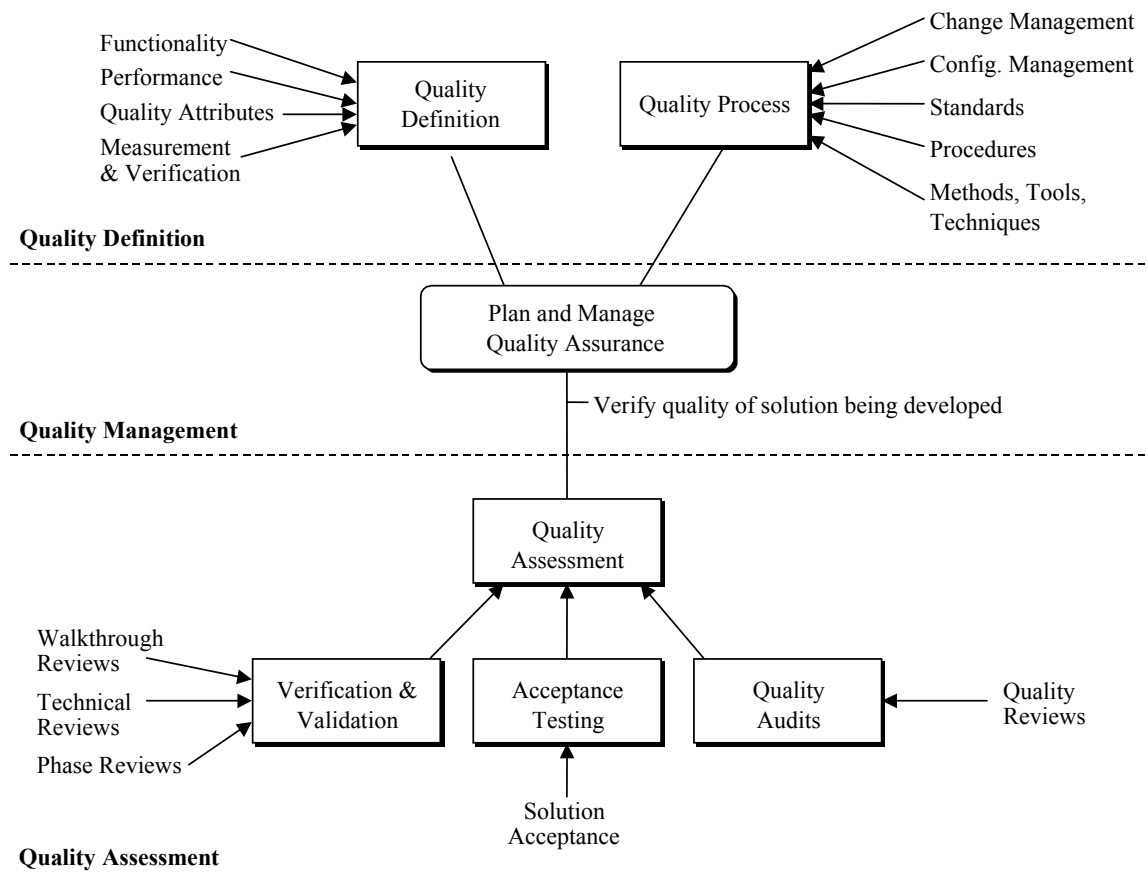 Functionality
Performance
Quality Attributes
Measurement
& Verification
Quality
Definition
Quality Process
Change Management
Config. Management
Standards
Procedures
Methods, Tools,
Techniques
Quality Definition
Plan and Manage
Quality Assurance
Verify quality of solution being developed
Quality Management
Quality
Assessment
Walkthrough
Reviews
Technical
Reviews
Phase Reviews
Verification &
Validation
Acceptance
Testing
Quality
Audits
Quality
Reviews
Solution
Acceptance
Quality Assessment